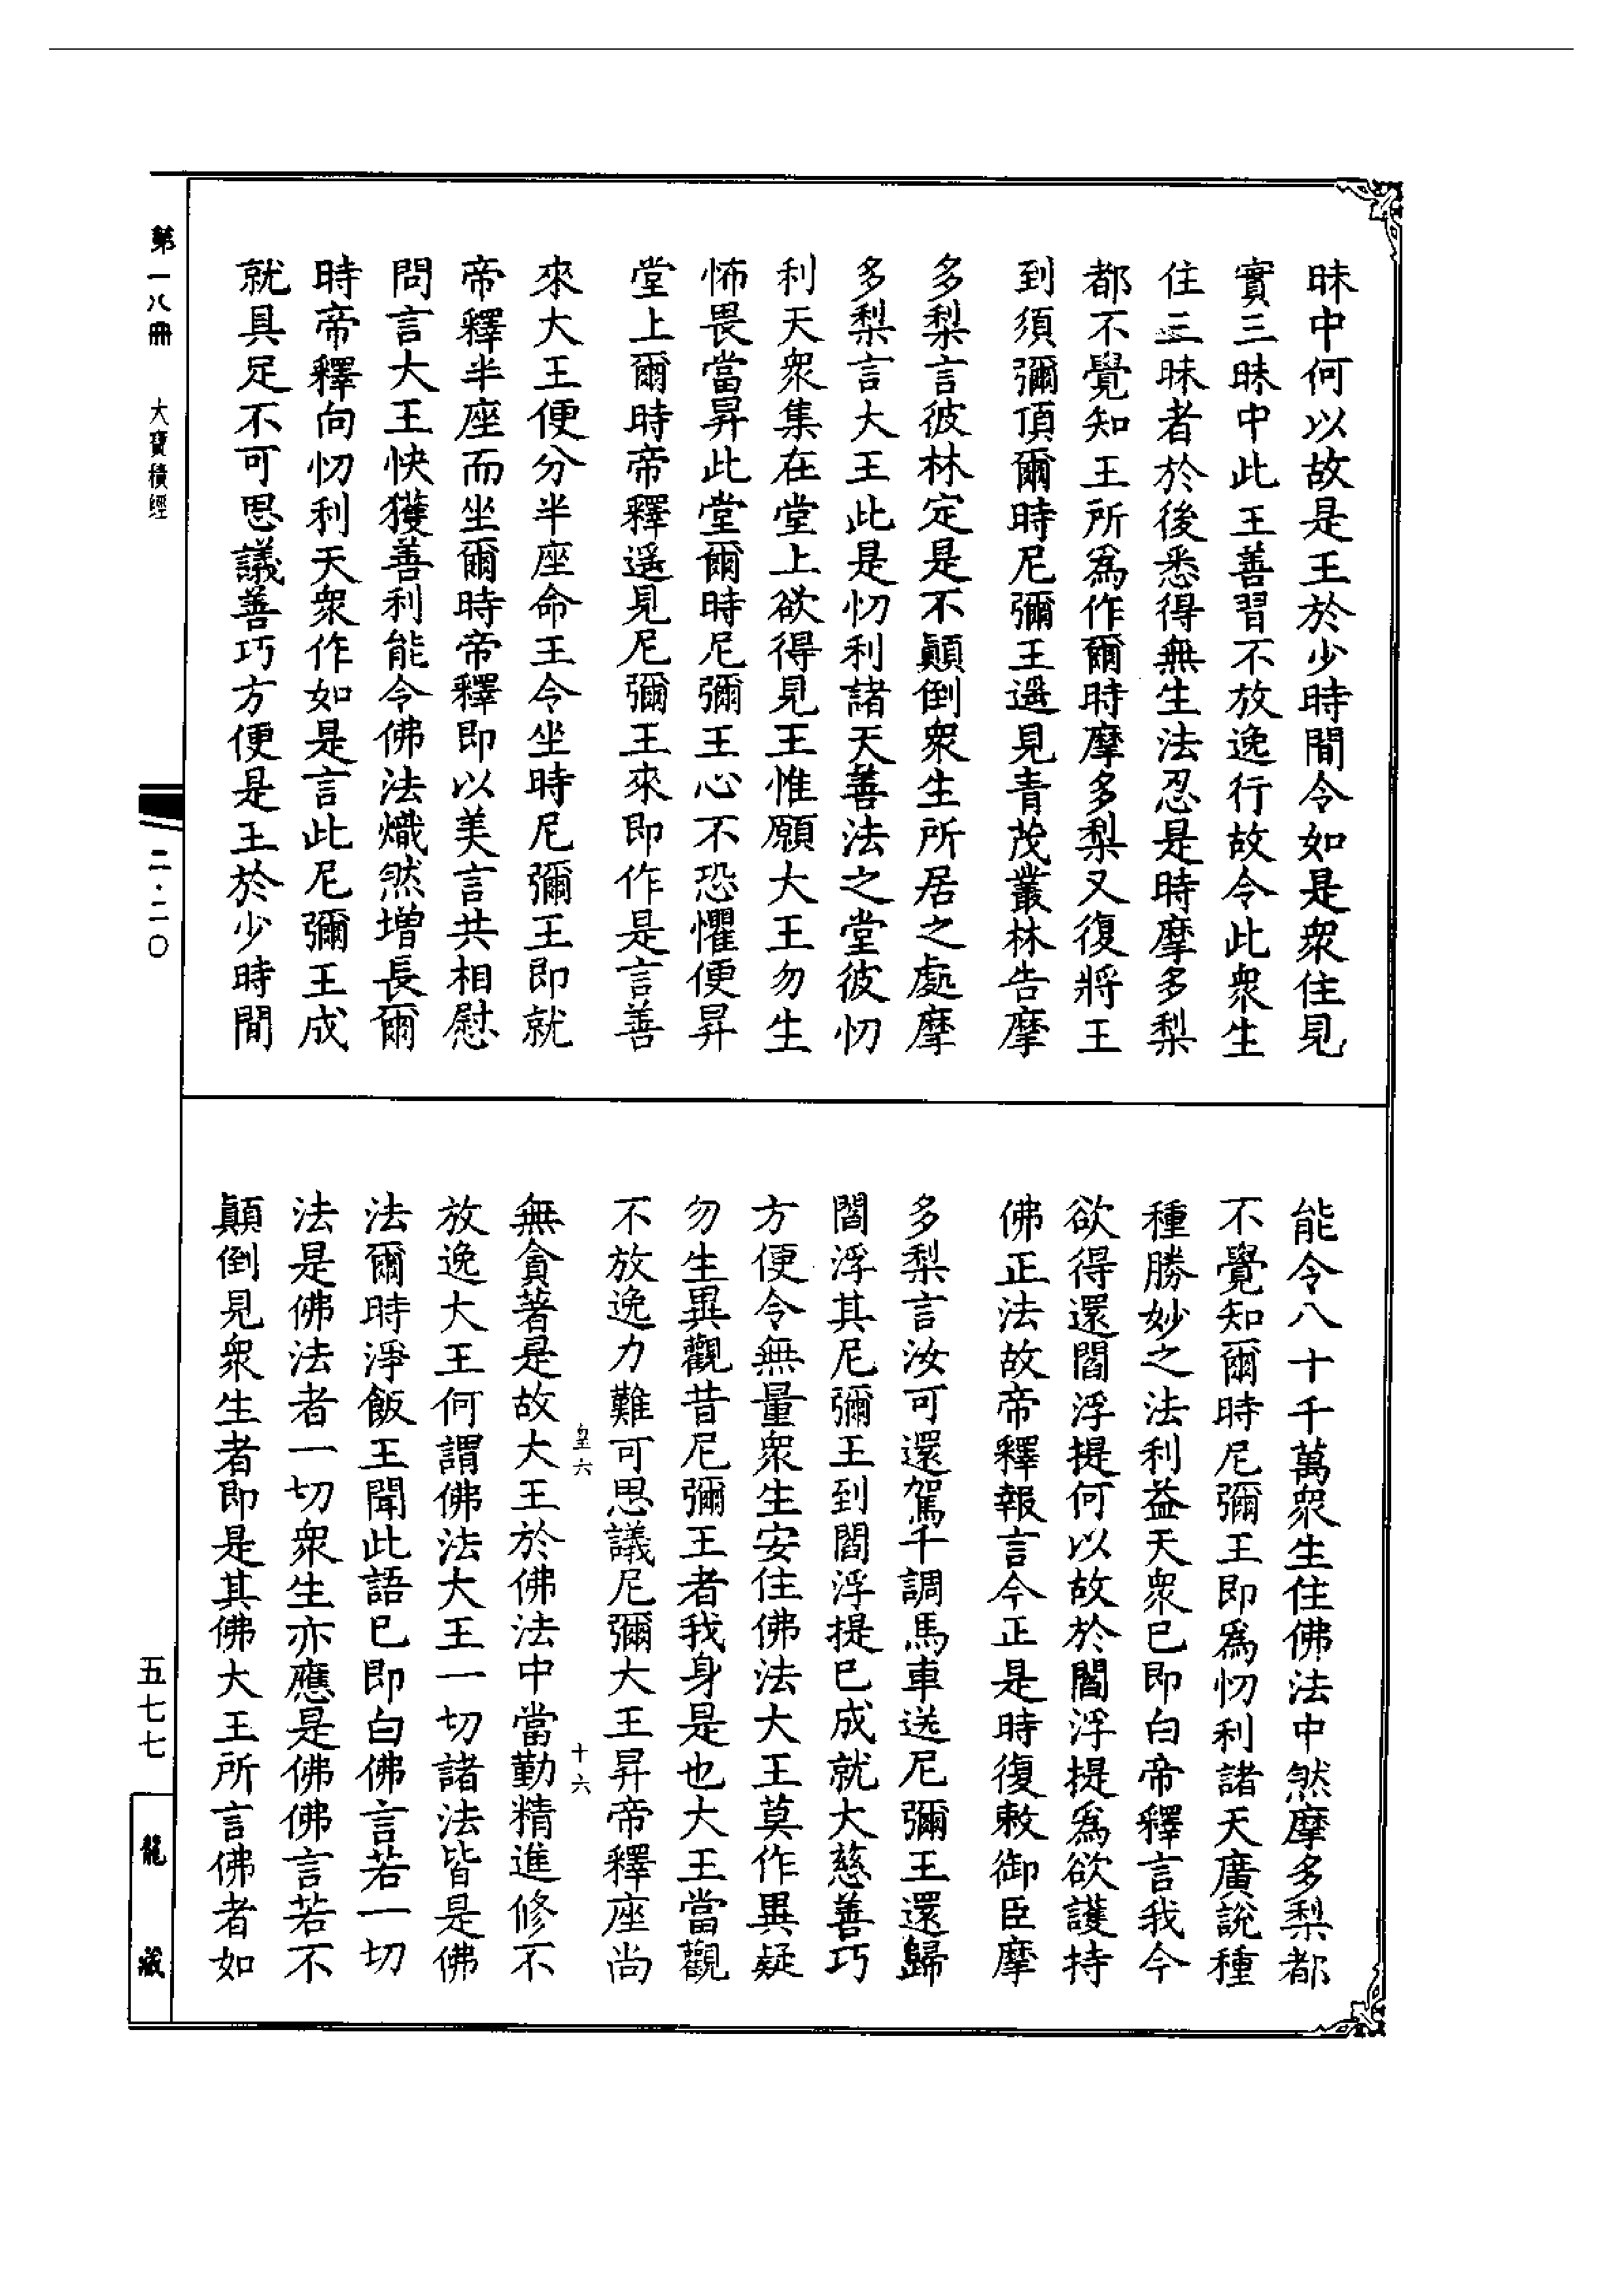 昧中何以故是王於少時間令如是衆住見
實三昧中此王善習不放逸行故令此衆生
住三昧者於後悉得無生法忍是時摩多梨
都不覺知王所爲作爾時摩多梨又復將王
到須彌頂爾時尼彌王遥見青茂叢林告摩
多梨言彼林定是不顚倒衆生所居之處摩
多梨言大王此是忉利諸天善法之堂彼忉
利天衆集在堂上欲得見王惟願大王勿生
怖畏當昇此堂爾時尼彌王心不恐懼便昇
堂上爾時帝釋遥見尼彌王來即作是言善
來大王便分半座命王令坐時尼彌王即就
帝釋半座而坐爾時帝釋即以美言共相慰
問言大王快獲善利能令佛法熾然增長爾
時帝釋向忉利天衆作如是言此尼彌王成
就具足不可思議善巧方便是王於少時間
能令八十千萬衆生住佛法中然摩多梨都
不覺知爾時尼彌王即爲忉利諸天廣說種
種勝妙之法利益天衆已即白帝釋言我今
欲得還閻浮提何以故於閻浮提爲欲護持
佛正法故帝釋報言今正是時復敕御臣摩
多梨言汝可還駕千調馬車送尼彌王還歸
閻浮其尼彌王到閻浮提已成就大慈善巧
方便令無量衆生安住佛法大王莫作異疑
勿生異觀昔尼彌王者我身是也大王當觀
不放逸力難可思議尼彌大王昇帝釋座尚
皇六 十六
無貪著是故大王於佛法中當勤精進修不
放逸大王何謂佛法大王一切諸法皆是佛
法爾時淨飯王聞此語已即白佛言若一切
法是佛法者一切衆生亦應是佛佛言若不
顚倒見衆生者即是其佛大王所言佛者如
第一八冊 大寶積經
二·二〇
五七七
龍藏